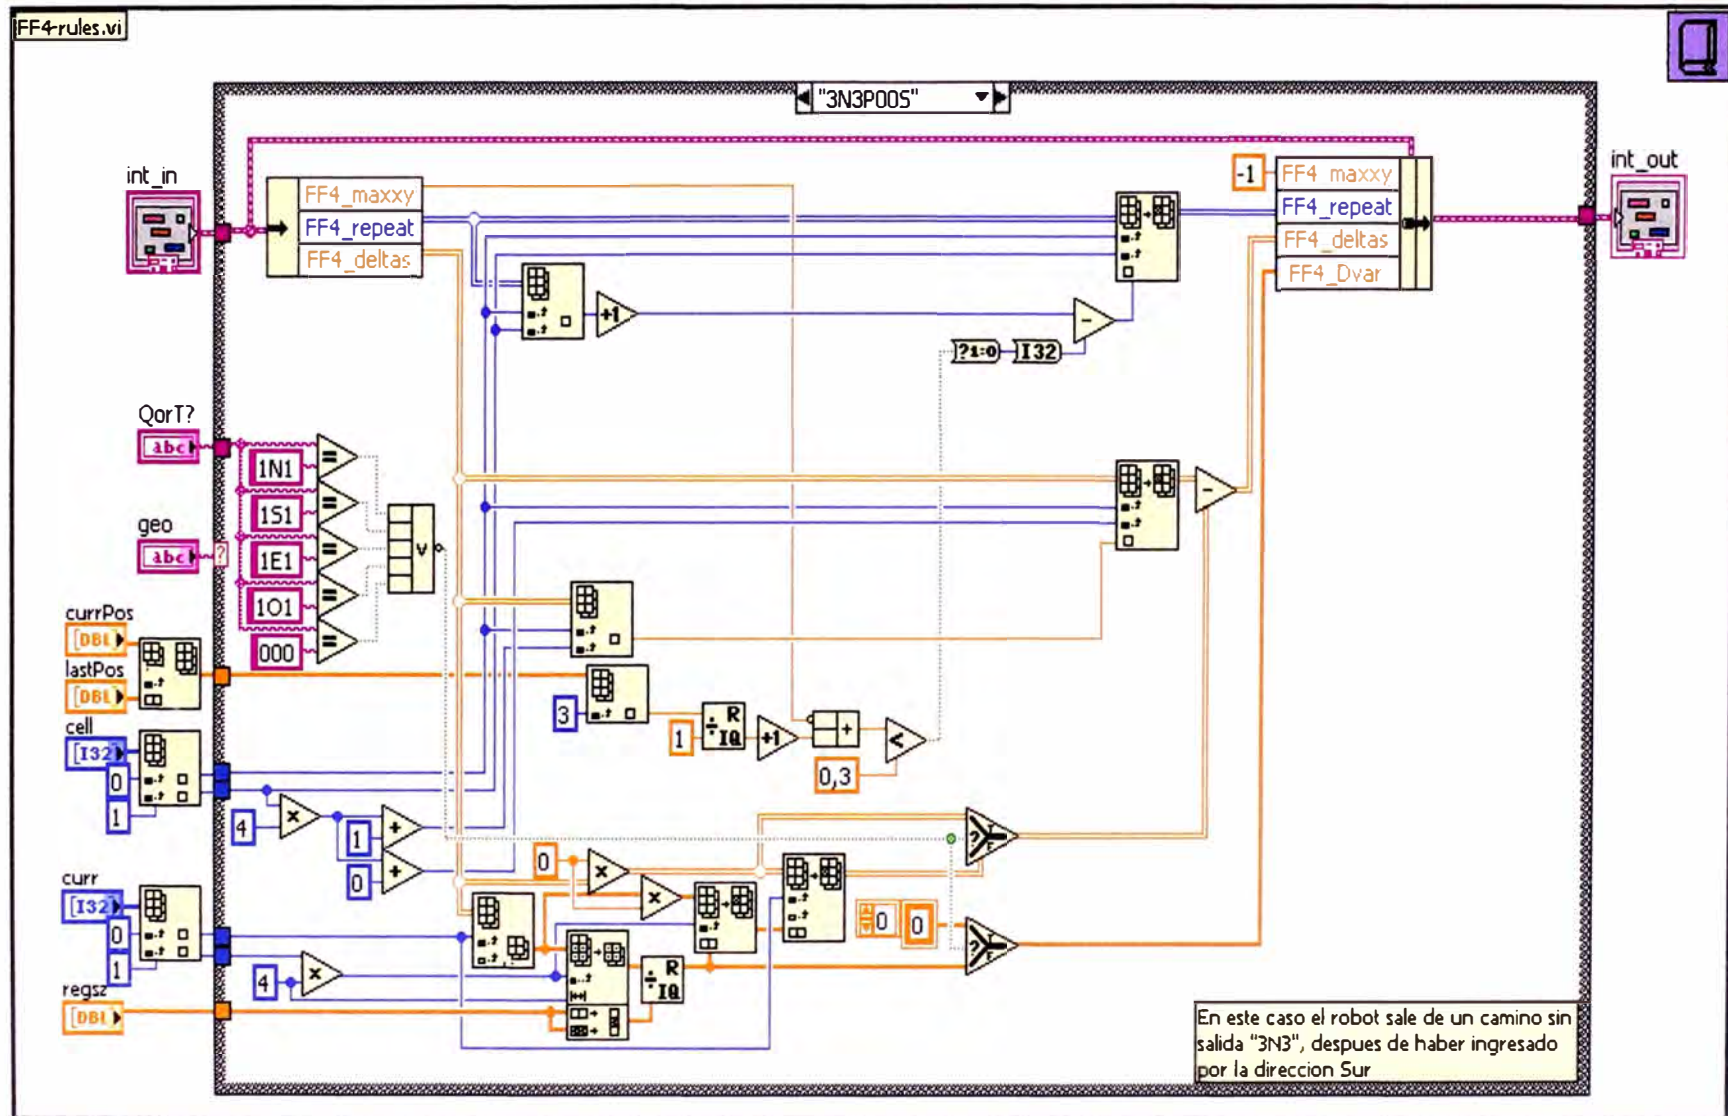 FF4-rules.vi
"3N3POOS"
int_in
FF4_maxxy
FF4_repeat
FF4_deltas
-1
FF4_maxxy
FF4_repeat
FF4_deltas
FF4_Dvar
int_out
+1
-
?1:0
I32
QorT?
abc
geo
abc
?
1N1
1S1
1E1
1O1
000
=
=
=
=
=
V
-
currPos
[DBL]
lastPos
[DBL]
cell
[I32]
0
1
3
1
R
IQ
+1
+
<
0,3
4
x
1
+
0
+
curr
[I32]
0
1
4
x
0
x
x
R
IQ
0
0
?
T
F
?
T
F
regsz
[DBL]
En este caso el robot sale de un camino sin
salida "3N3", despues de haber ingresado
por la direccion Sur